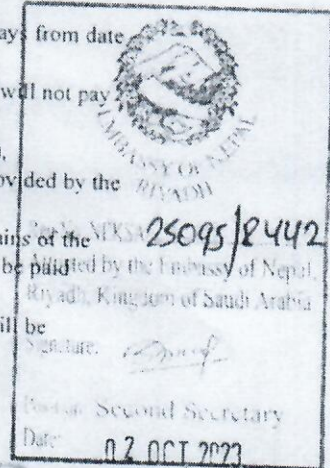 ays from date
will not pay
EMBASSY OF NEPAL
RIYADH
ovided by the
ains of the
25095/8442
be paid
Attested by the Embassy of Nepal,
Riyadh, Kingdom of Saudi Arabia
ill be
Signature:
Second Secretary
Date: 02 OCT 2023